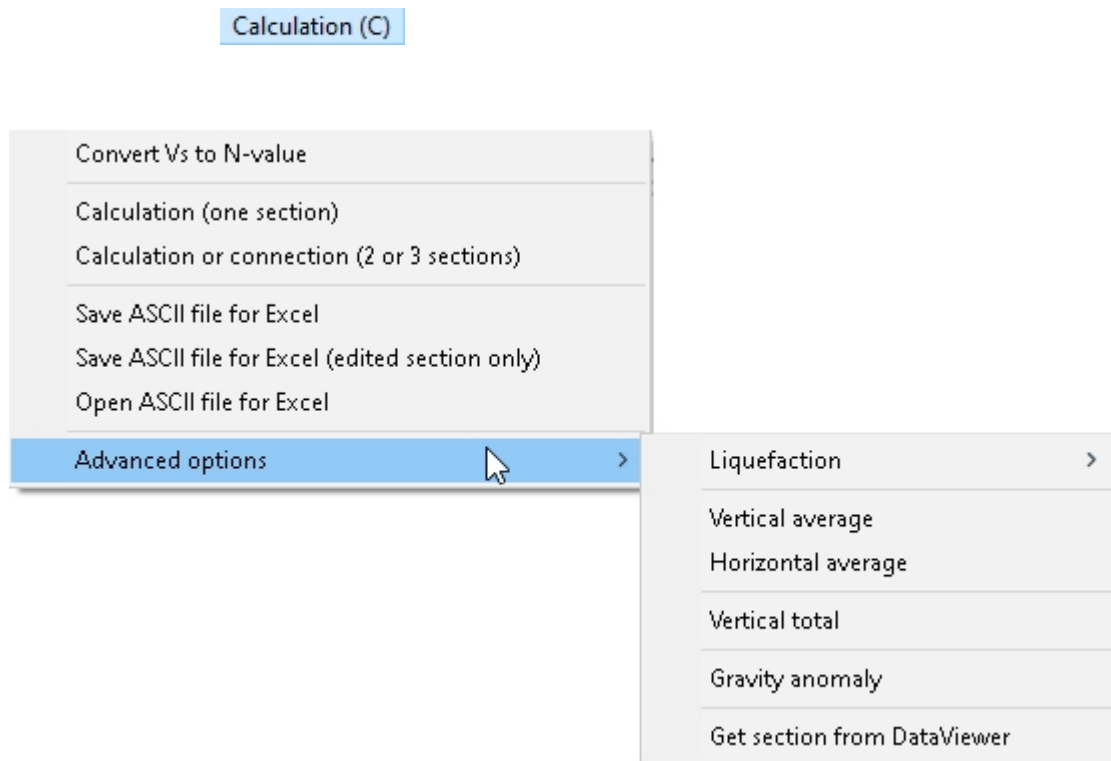 Calculation (C)
Convert Vs to N-value
Calculation (one section)
Calculation or connection (2 or 3 sections)
Save ASCII file for Excel
Save ASCII file for Excel (edited section only)
Open ASCII file for Excel
Advanced options
Liquefaction
Vertical average
Horizontal average
Vertical total
Gravity anomaly
Get section from DataViewer